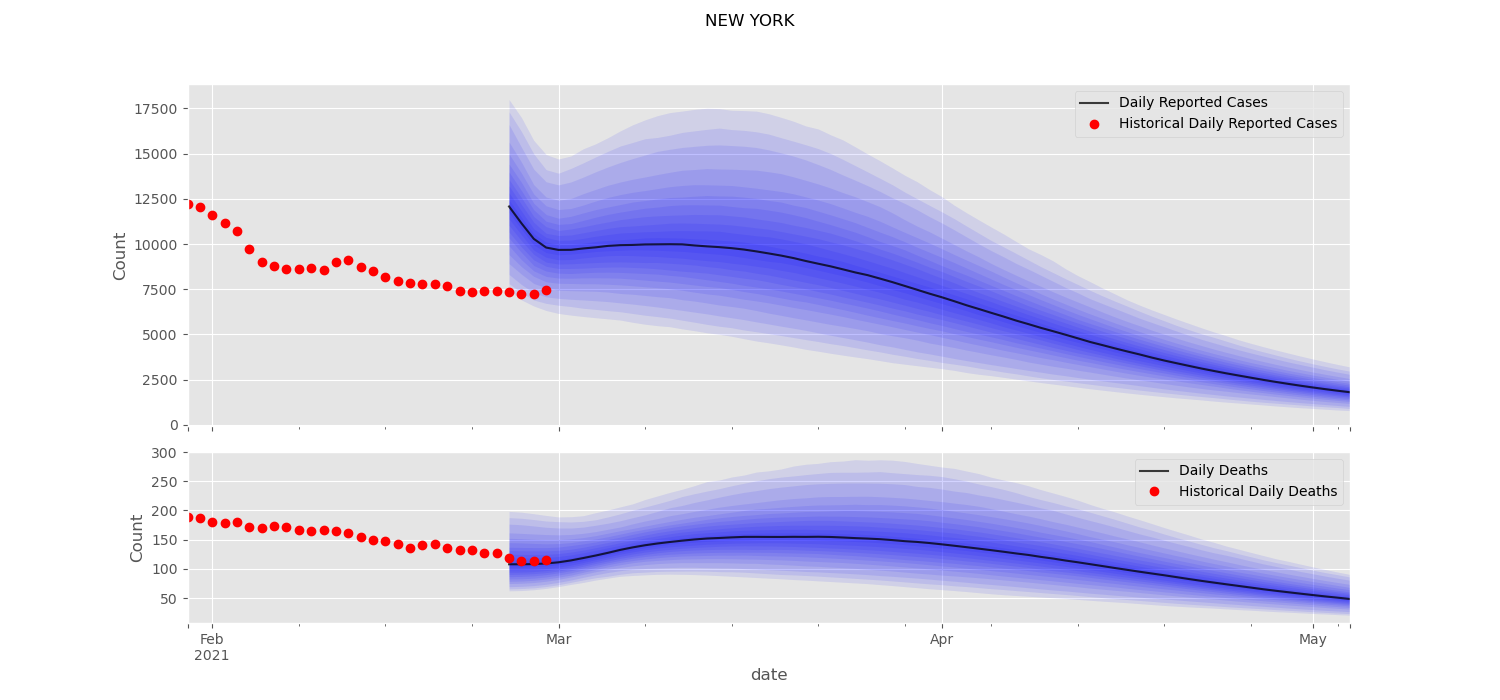 NEW YORK
17500
15000
12500
10000
7500
5000
2500
0
Count
Daily Reported Cases
Historical Daily Reported Cases
300
250
200
150
100
50
Count
Daily Deaths
Historical Daily Deaths
Feb
2021
Mar
Apr
May
date